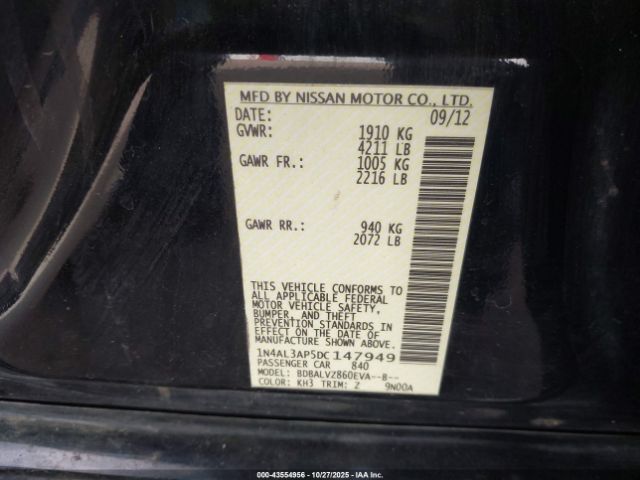 MFD BY NISSAN MOTOR CO., LTD.
DATE: 09/12
GVWR: 1910 KG
4211 LB
GAWR FR.: 1005 KG
2216 LB
GAWR RR.: 940 KG
2072 LB
THIS VEHICLE CONFORMS TO
ALL APPLICABLE FEDERAL
MOTOR VEHICLE SAFETY,
BUMPER, AND THEFT
PREVENTION STANDARDS IN
EFFECT ON THE DATE OF
MANUFACTURE SHOWN ABOVE.
1N4AL3AP5DC147949
PASSENGER CAR 840
MODEL: BDBALVZ860EVA--B--
COLOR: KH3 TRIM: Z 9N00A
000-43554956 - 10/27/2025 - IAA, Inc.